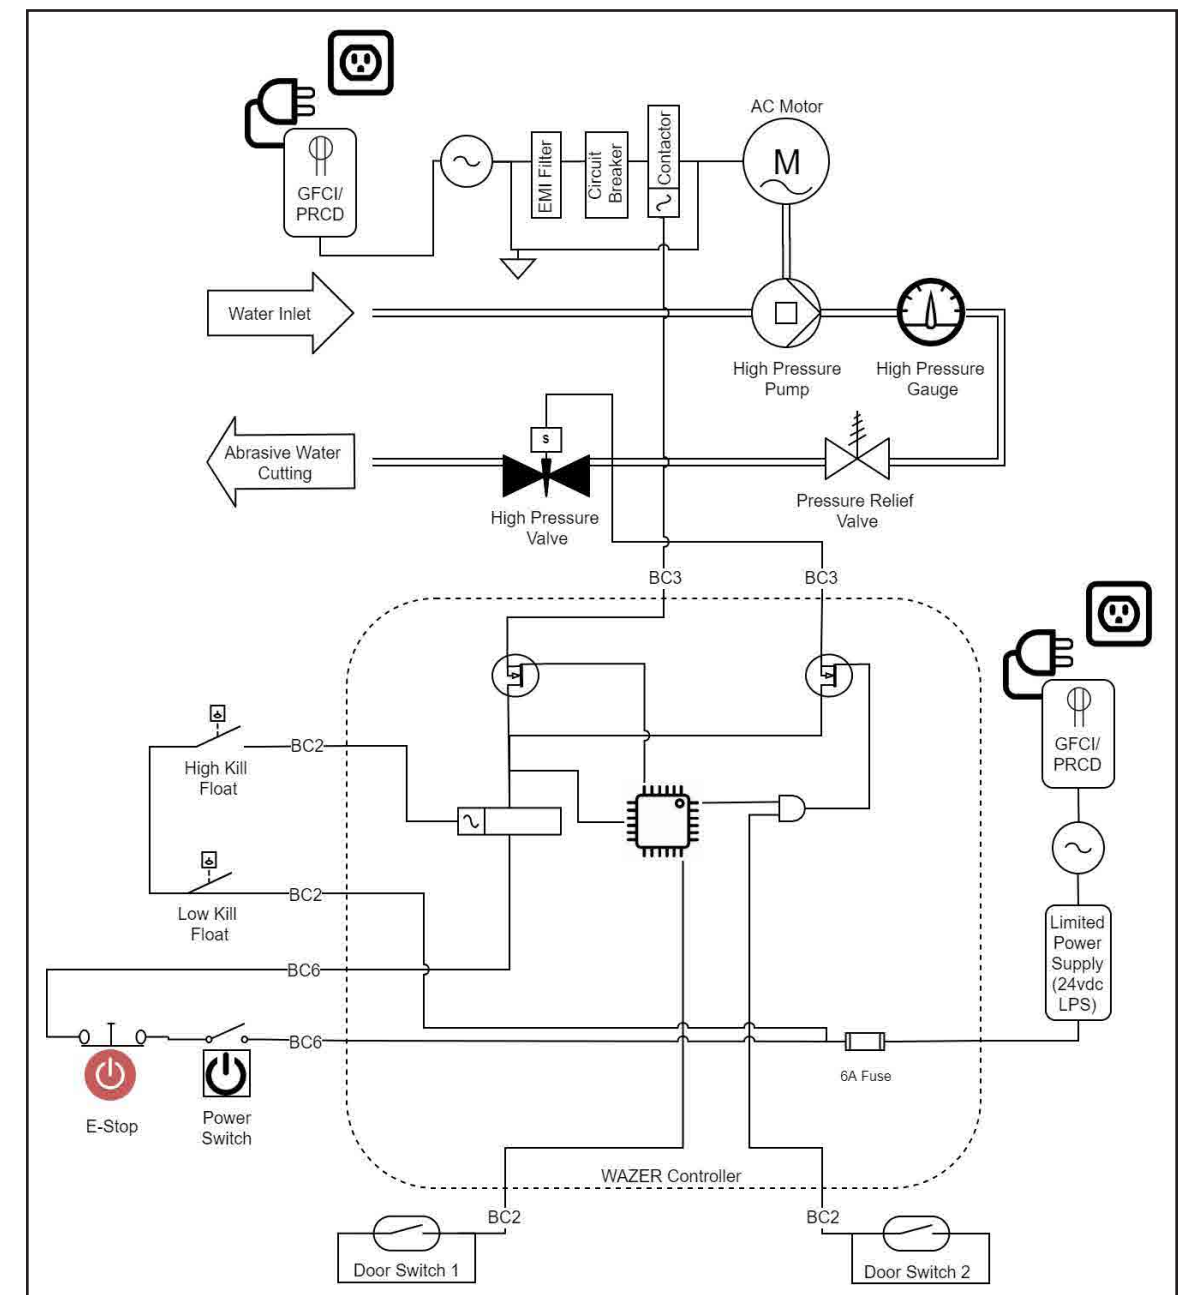 AC Motor
M
GFCI/
PRCD
EMI Filter
Circuit
Breaker
Contactor
Water Inlet
High Pressure
Pump
High Pressure
Gauge
Abrasive Water
Cutting
S
High Pressure
Valve
Pressure Relief
Valve
BC3
BC3
High Kill
Float
BC2
GFCI/
PRCD
Low Kill
Float
BC2
Limited
Power
Supply
(24vdc
LPS)
BC6
BC6
6A Fuse
E-Stop
Power
Switch
WAZER Controller
BC2
BC2
Door Switch 1
Door Switch 2